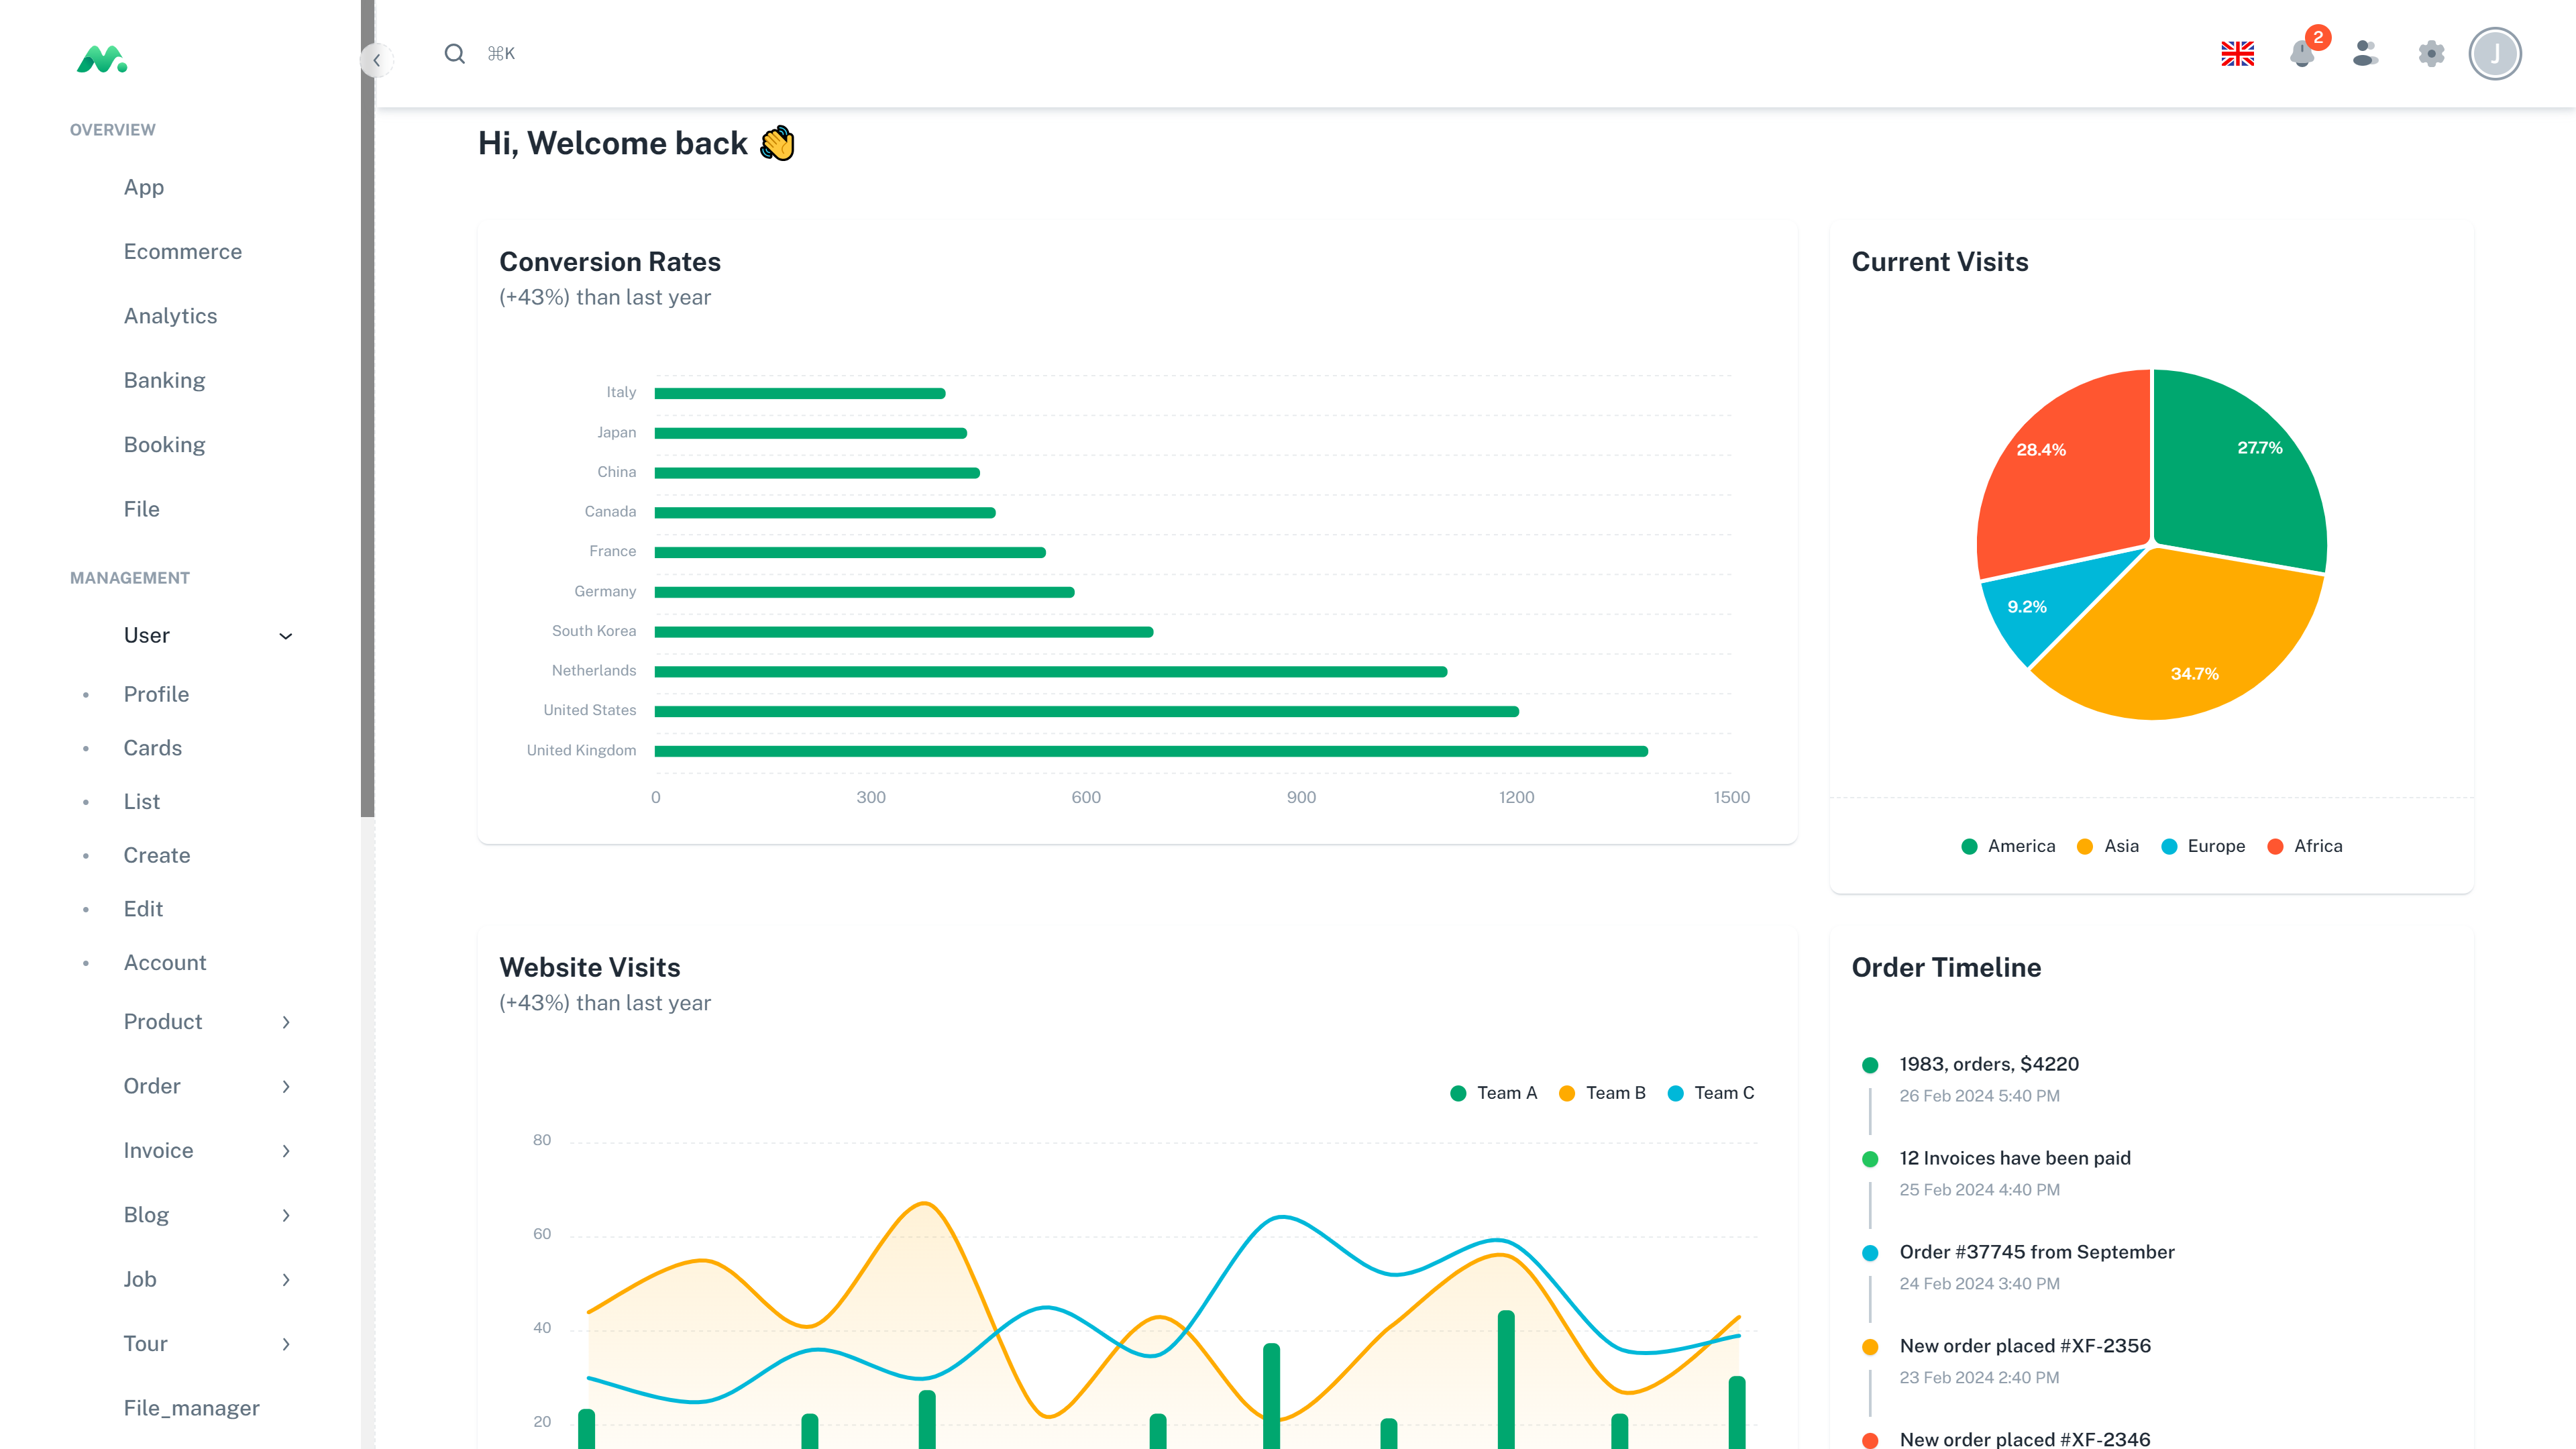 OVERVIEW
App
Ecommerce
Analytics
Banking
Booking
File
MANAGEMENT
User
Profile
Cards
List
Create
Edit
Account
Product
Order
Invoice
Blog
Job
Tour
File_manager
⌘K
2
J
Hi, Welcome back 👋
Conversion Rates
(+43%) than last year
Italy
Japan
China
Canada
France
Germany
South Korea
Netherlands
United States
United Kingdom
0 300 600 900 1200 1500
Current Visits
28.4%
27.7%
9.2%
34.7%
America Asia Europe Africa
Website Visits
(+43%) than last year
Team A Team B Team C
80
60
40
20
Order Timeline
1983, orders, $4220
26 Feb 2024 5:40 PM
12 Invoices have been paid
25 Feb 2024 4:40 PM
Order #37745 from September
24 Feb 2024 3:40 PM
New order placed #XF-2356
23 Feb 2024 2:40 PM
New order placed #XF-2346